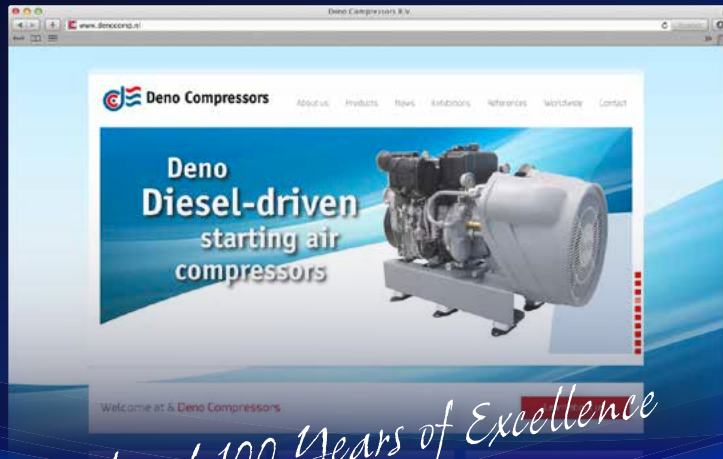 Deno Compressors B.V.
www.denocomp.nl
Deno Compressors
About us Products News Exhibitions References Worldwide Contact
Deno
Diesel-driven
starting air
compressors
Welcome at & Deno Compressors
100 Years of Excellence